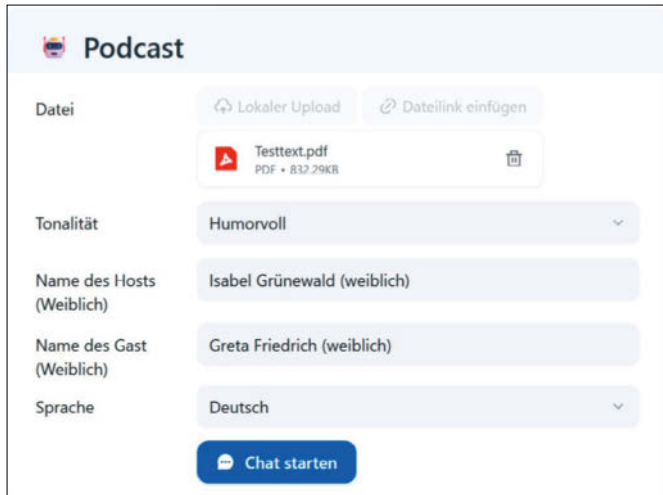 Podcast
Datei
Lokaler Upload
Dateilink einfügen
Testtext.pdf
PDF • 832.29KB
Tonalität
Humorvoll
Name des Hosts
(Weiblich)
Isabel Grünewald (weiblich)
Name des Gast
(Weiblich)
Greta Friedrich (weiblich)
Sprache
Deutsch
Chat starten